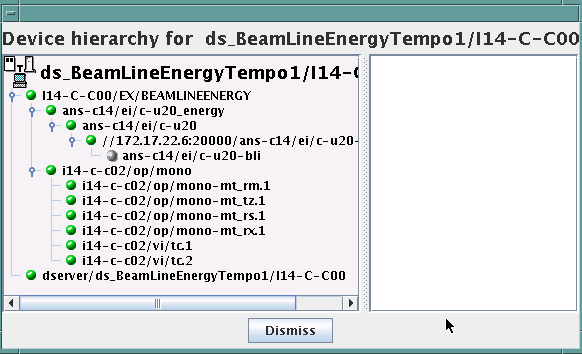 Device hierarchy for ds_BeamLineEnergyTempo1/I14-C-C00
ds_BeamLineEnergyTempo1/I14-C
I14-C-C00/EX/BEAMLINEENERGY
ans-c14/ei/c-u20_energy
ans-c14/ei/c-u20
//172.17.22.6:20000/ans-c14/ei/c-u20-
ans-c14/ei/c-u20-bli
i14-c-c02/op/mono
i14-c-c02/op/mono-mt_rm.1
i14-c-c02/op/mono-mt_tz.1
i14-c-c02/op/mono-mt_rs.1
i14-c-c02/op/mono-mt_rx.1
i14-c-c02/vi/tc.1
i14-c-c02/vi/tc.2
dserver/ds_BeamLineEnergyTempo1/I14-C-C00
Dismiss